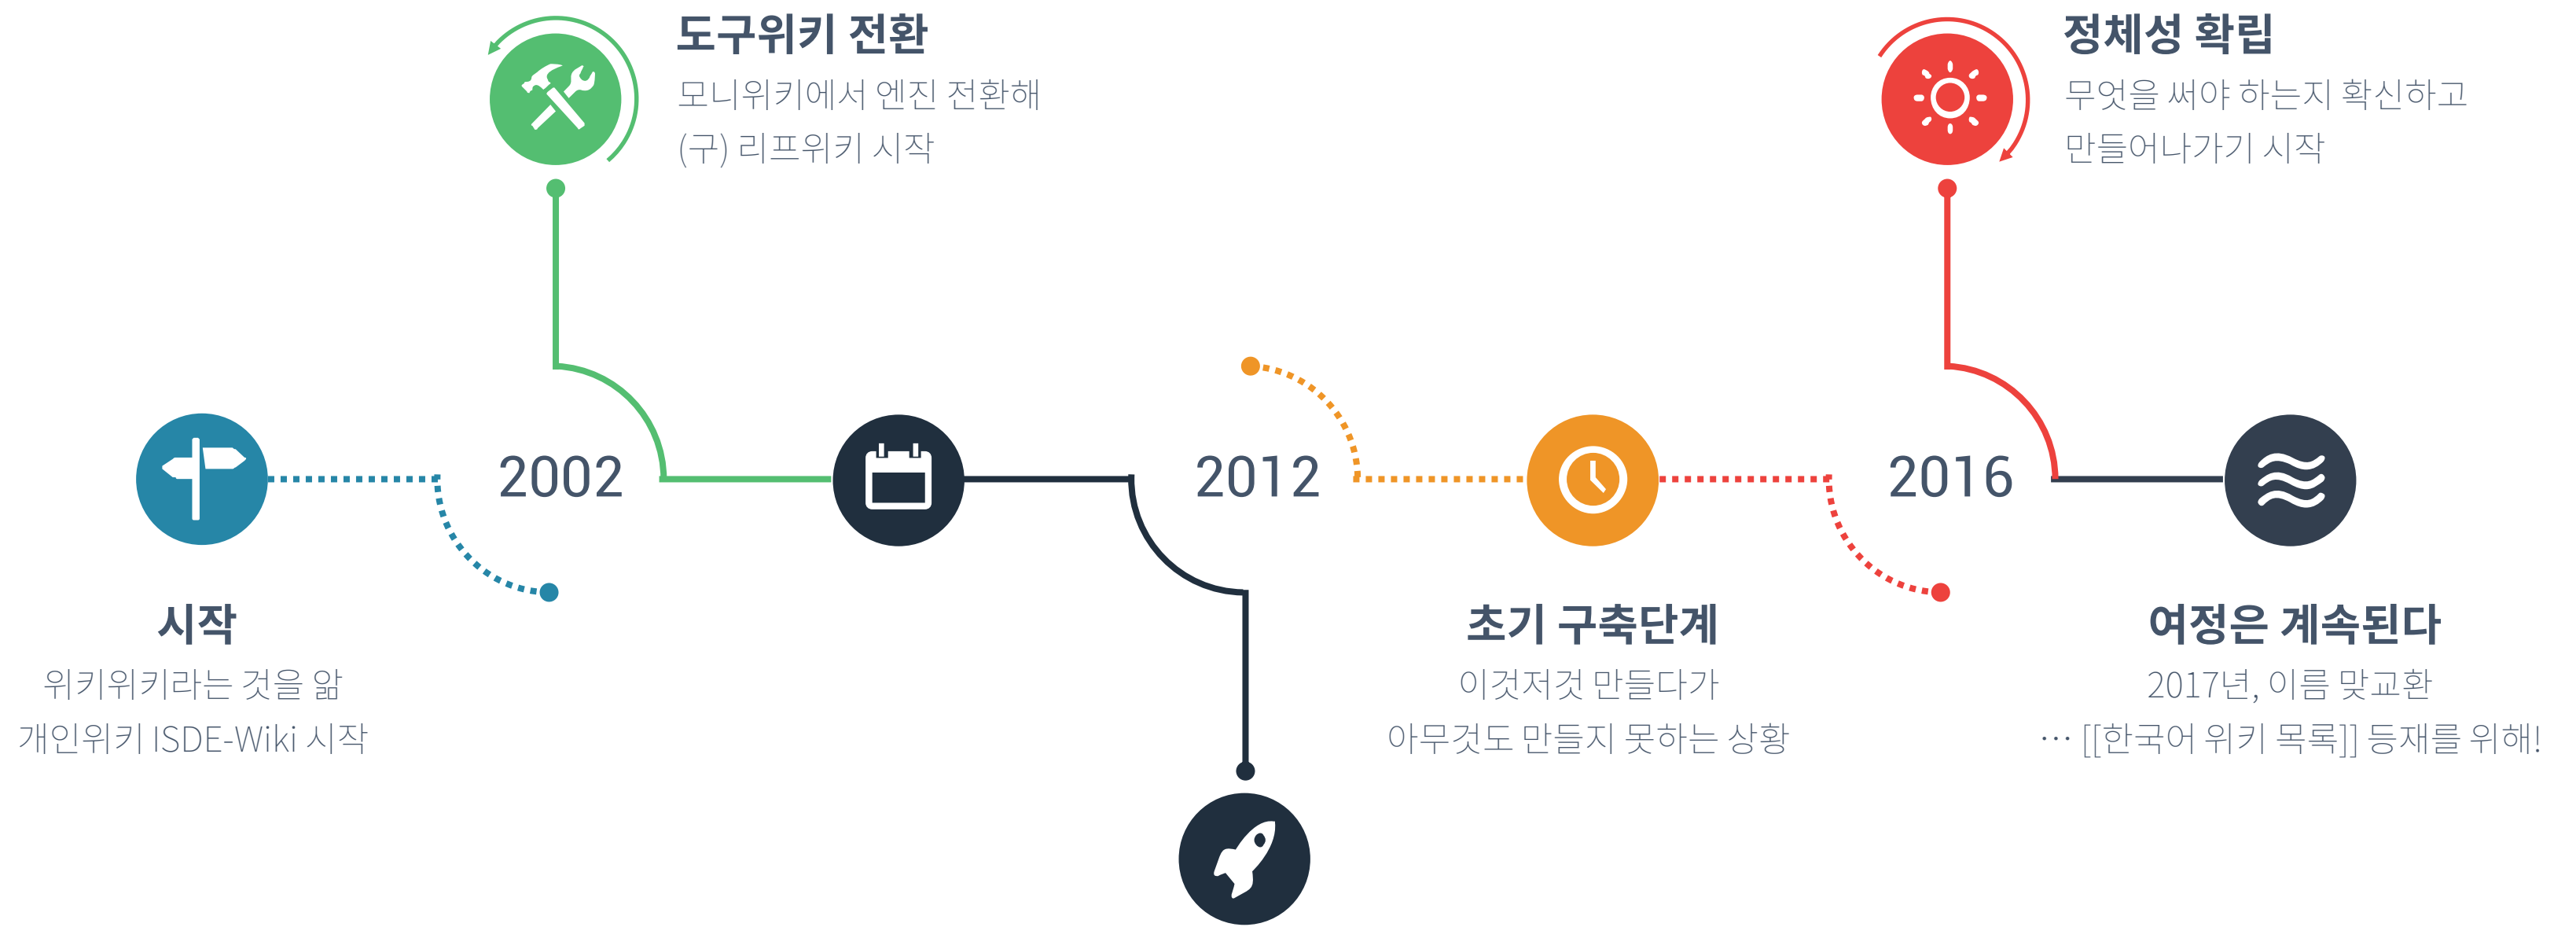 도구위키 전환
모니위키에서 엔진 전환해
(구) 리프위키 시작
정체성 확립
무엇을 써야 하는지 확신하고
만들어나가기 시작
2002
2012
2016
시작
위키위키라는 것을 앎
개인위키 ISDE-Wiki 시작
초기 구축단계
이것저것 만들다가
아무것도 만들지 못하는 상황
여정은 계속된다
2017년, 이름 맞교환
… [[한국어 위키 목록]] 등재를 위해!